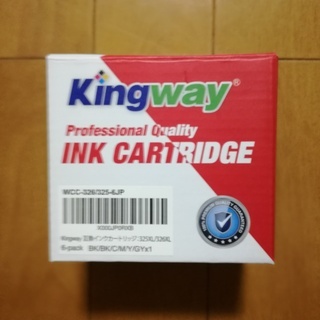 Kingway®
Professional Quality
INK CARTRIDGE
WCC-326/325-6JP
Kingway 互換インクカートリッジ 325XL/326XL
6-pack BK/BK/C/M/Y/GYx1